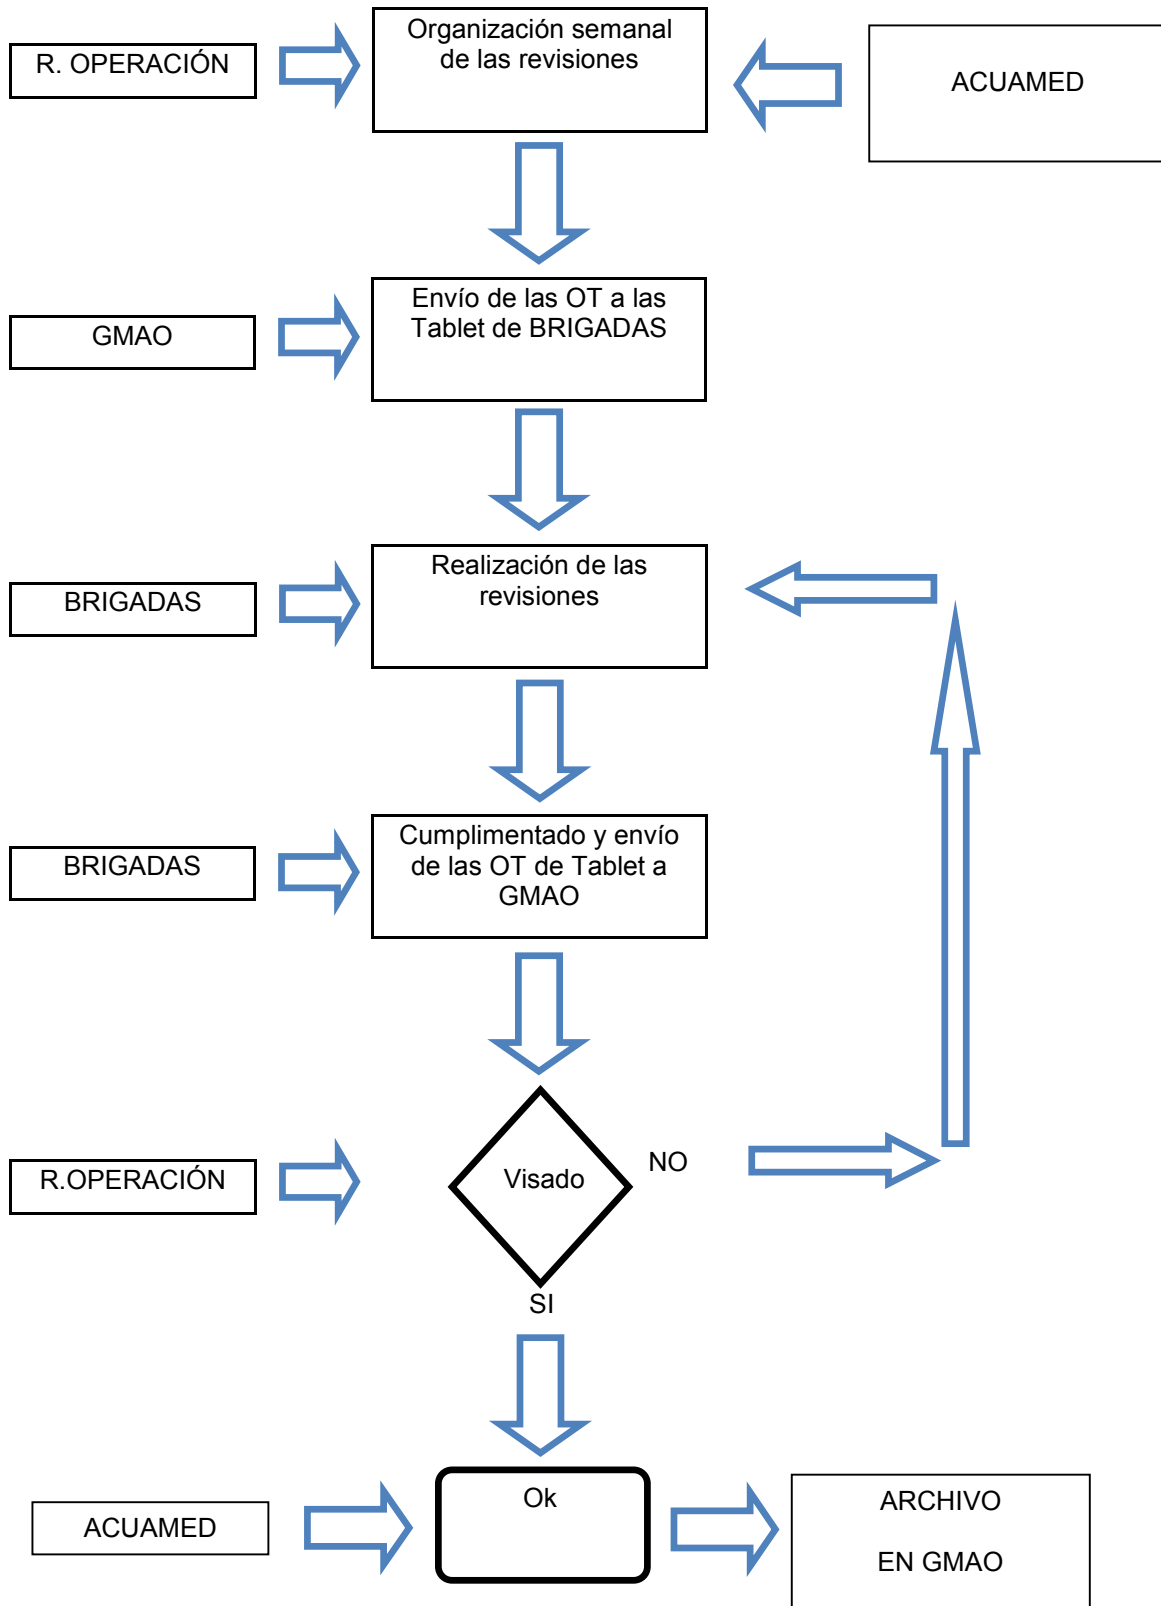 R. OPERACIÓN
Organización semanal
de las revisiones
ACUAMED
GMAO
Envío de las OT a las
Tablet de BRIGADAS
BRIGADAS
Realización de las
revisiones
BRIGADAS
Cumplimentado y envío
de las OT de Tablet a
GMAO
R.OPERACIÓN
Visado
NO
SI
ACUAMED
Ok
ARCHIVO
EN GMAO